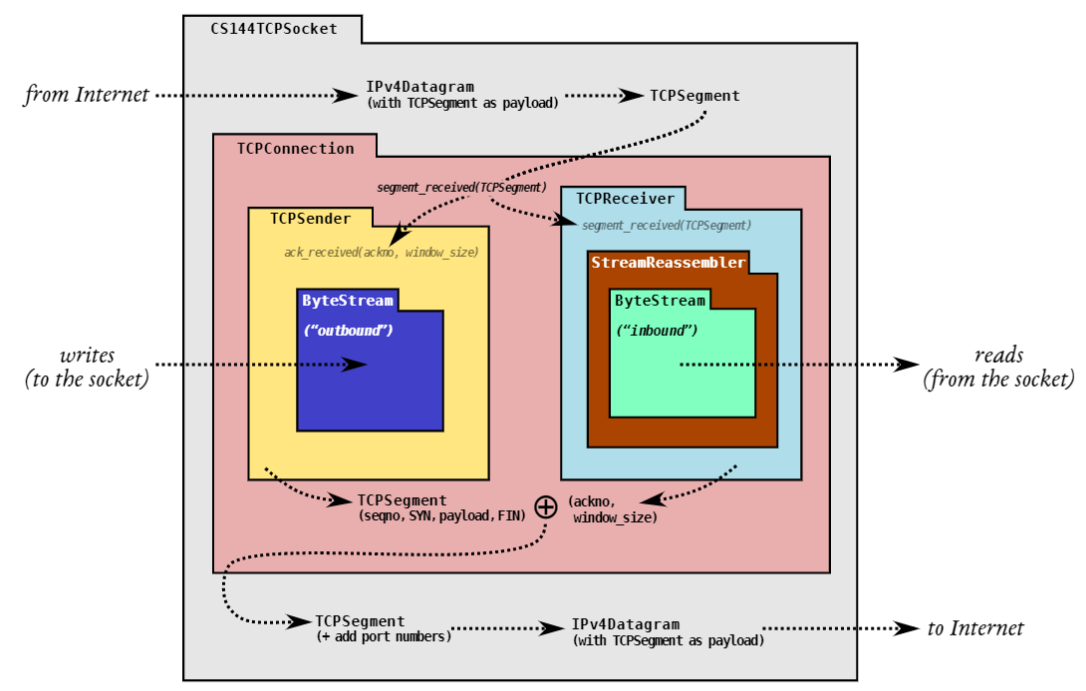 CS144TCPSocket
from Internet
IPv4Datagram
(with TCPSegment as payload)
TCPSegment
TCPConnection
segment_received(TCPSegment)
TCPSender
ack_received(ackno, window_size)
ByteStream
(“outbound”)
TCPReceiver
segment_received(TCPSegment)
StreamReassembler
ByteStream
(“inbound”)
writes
(to the socket)
reads
(from the socket)
TCPSegment
(seqno, SYN, payload, FIN)
(ackno,
window_size)
TCPSegment
(+ add port numbers)
IPv4Datagram
(with TCPSegment as payload)
to Internet